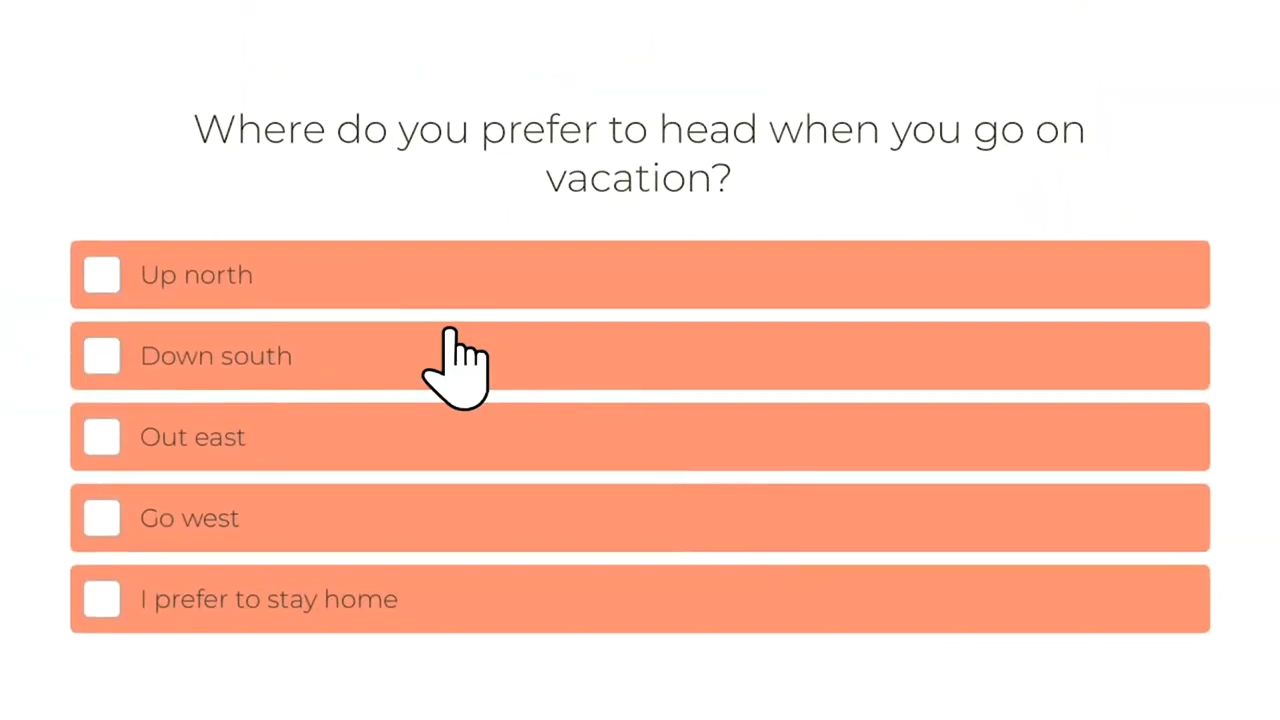 Where do you prefer to head when you go on
vacation?
Up north
Down south
Out east
Go west
I prefer to stay home